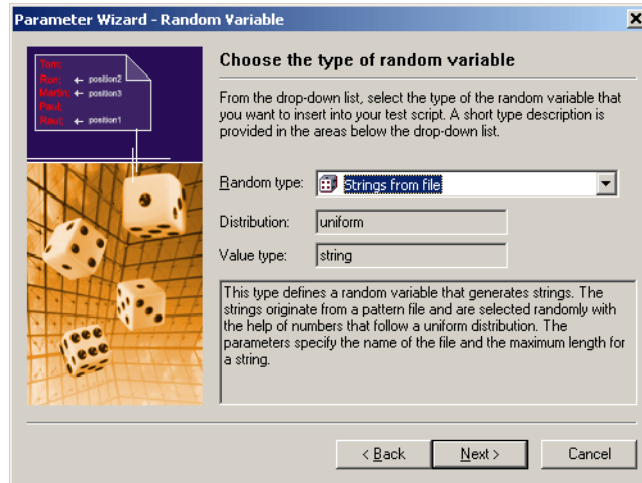 Parameter Wizard - Random Variable
Tom;
Ron; ← position2
Martin; ← position3
Paul;
Raul; ← position1
Choose the type of random variable
From the drop-down list, select the type of the random variable that
you want to insert into your test script. A short type description is
provided in the areas below the drop-down list.
Random type: Strings from file
Distribution: uniform
Value type: string
This type defines a random variable that generates strings. The
strings originate from a pattern file and are selected randomly with
the help of numbers that follow a uniform distribution. The
parameters specify the name of the file and the maximum length for
a string.
< Back Next > Cancel